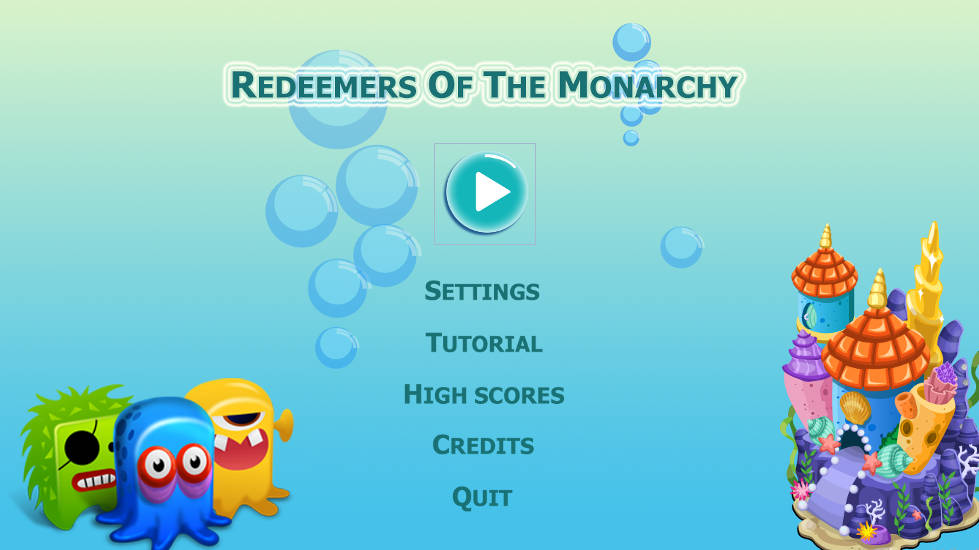 Redeemers Of The Monarchy
Settings
Tutorial
High scores
Credits
Quit